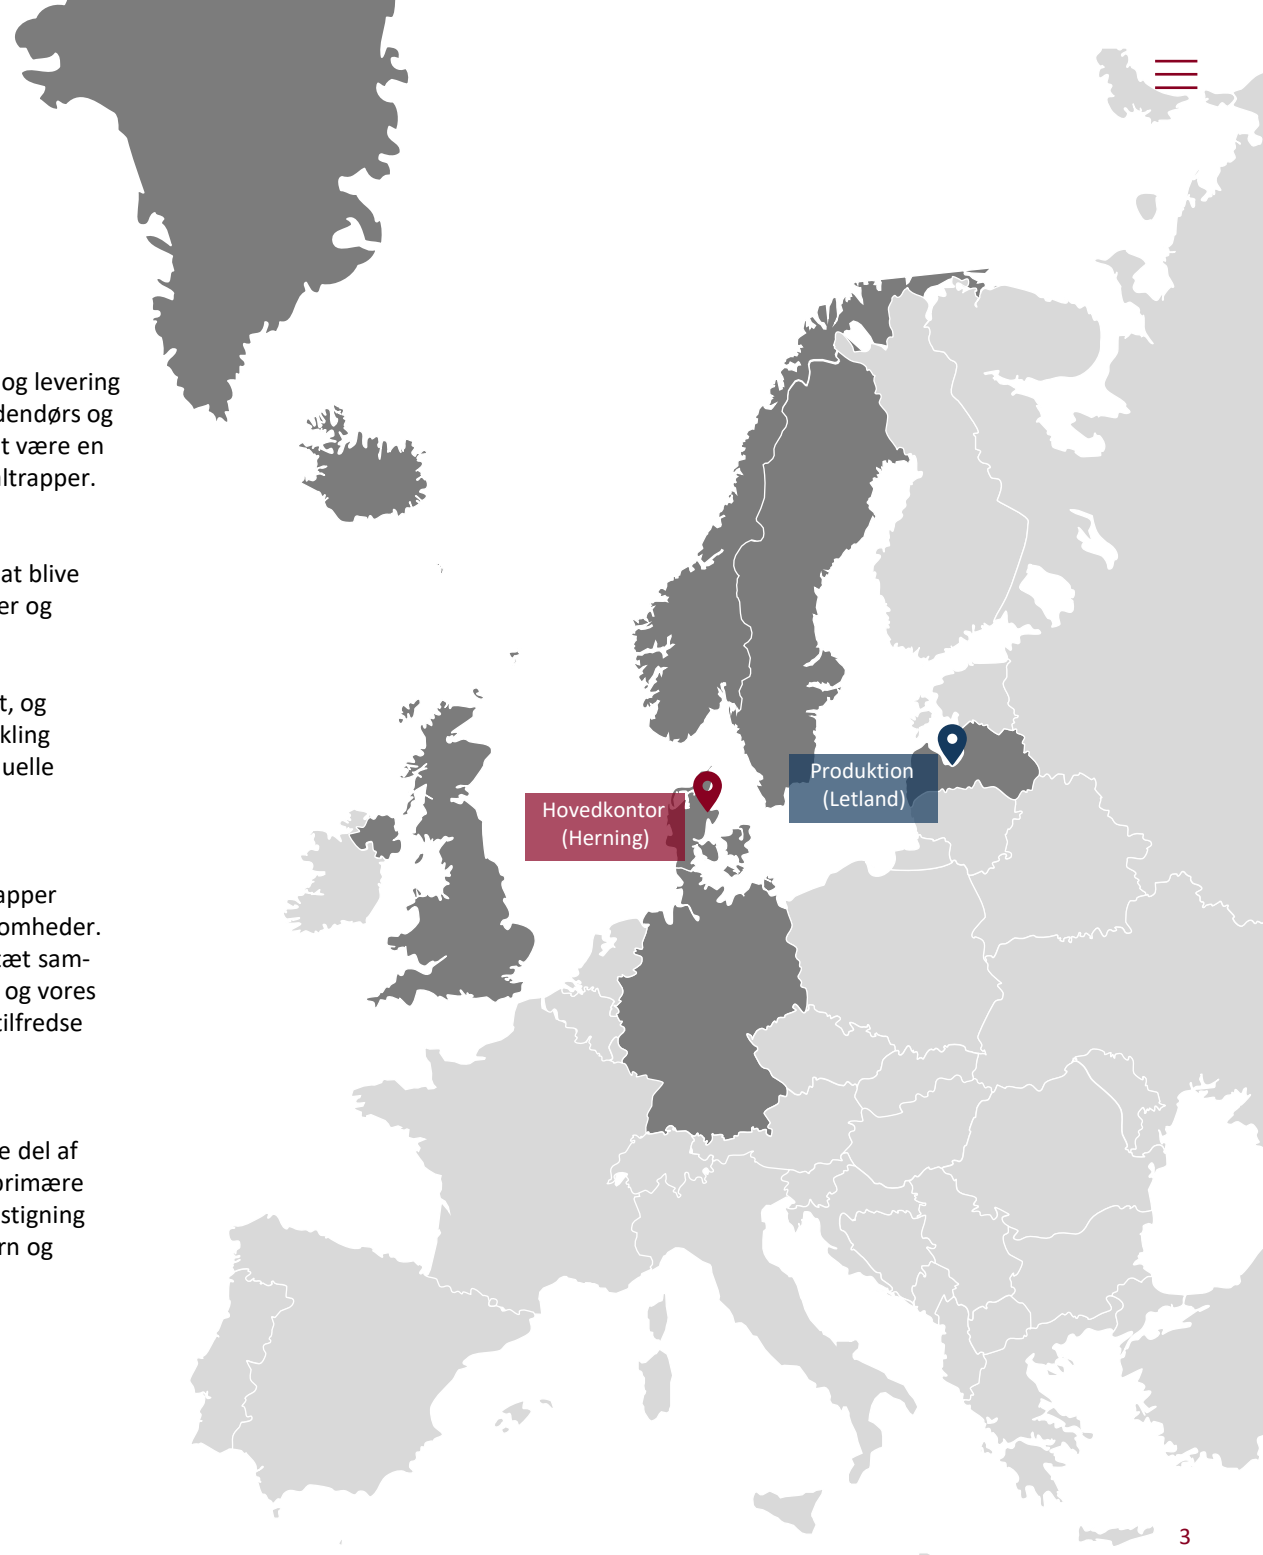 og levering
dendørs og
t være en
ltrapper.
at blive
er og
t, og
kling
uelle
Produktion
(Letland)
Hovedkontor
(Herning)
apper
omheder.
tæt sam-
og vores
tilfredse
e del af
primære
stigning
rn og
3